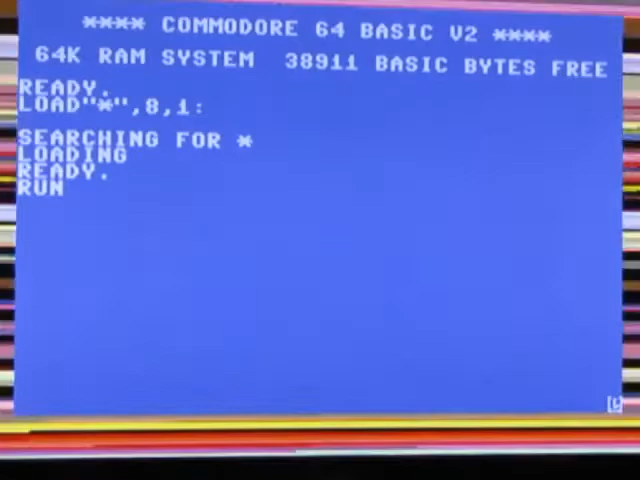 **** COMMODORE 64 BASIC V2 ****
64K RAM SYSTEM  38911 BASIC BYTES FREE
READY.
LOAD"*",8,1:
SEARCHING FOR *
LOADING
READY.
RUN